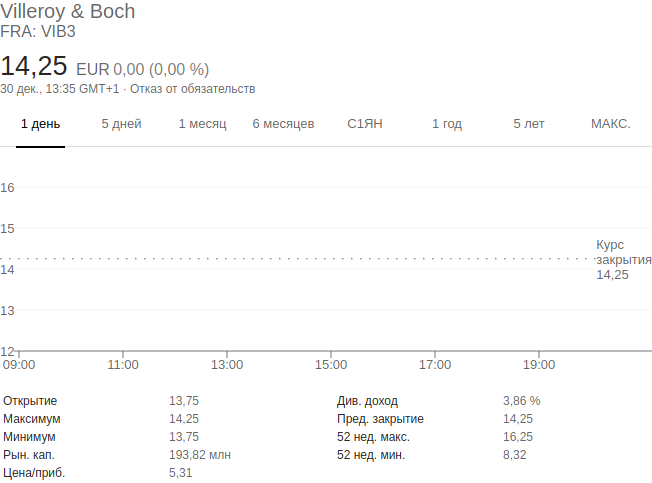 Villeroy & Boch
FRA: VIB3
14,25 EUR 0,00 (0,00 %)
30 дек., 13:35 GMT+1 · Отказ от обязательств
1 день 5 дней 1 месяц 6 месяцев С1ЯН 1 год 5 лет МАКС.
16
15
Курс
закрытия
14,25
14
13
12
09:00 11:00 13:00 15:00 17:00 19:00
Открытие 13,75 Див. доход 3,86 %
Максимум 14,25 Пред. закрытие 14,25
Минимум 13,75 52 нед. макс. 16,25
Рын. кап. 193,82 млн 52 нед. мин. 8,32
Цена/приб. 5,31